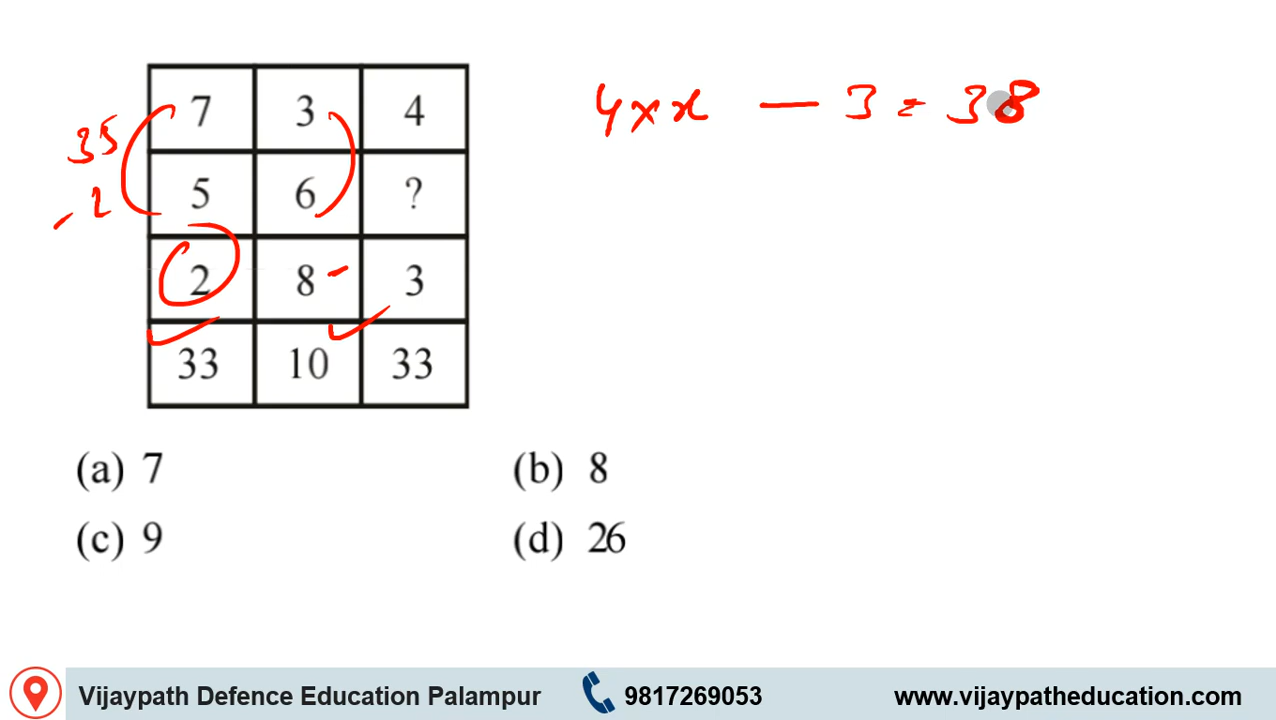 4 x x — 3 = 38
7 3 4
35
5 6 ?
- 2
2 8 - 3
33 10 33
(a) 7 (b) 8
(c) 9 (d) 26
Vijaypath Defence Education Palampur 9817269053 www.vijaypatheducation.com